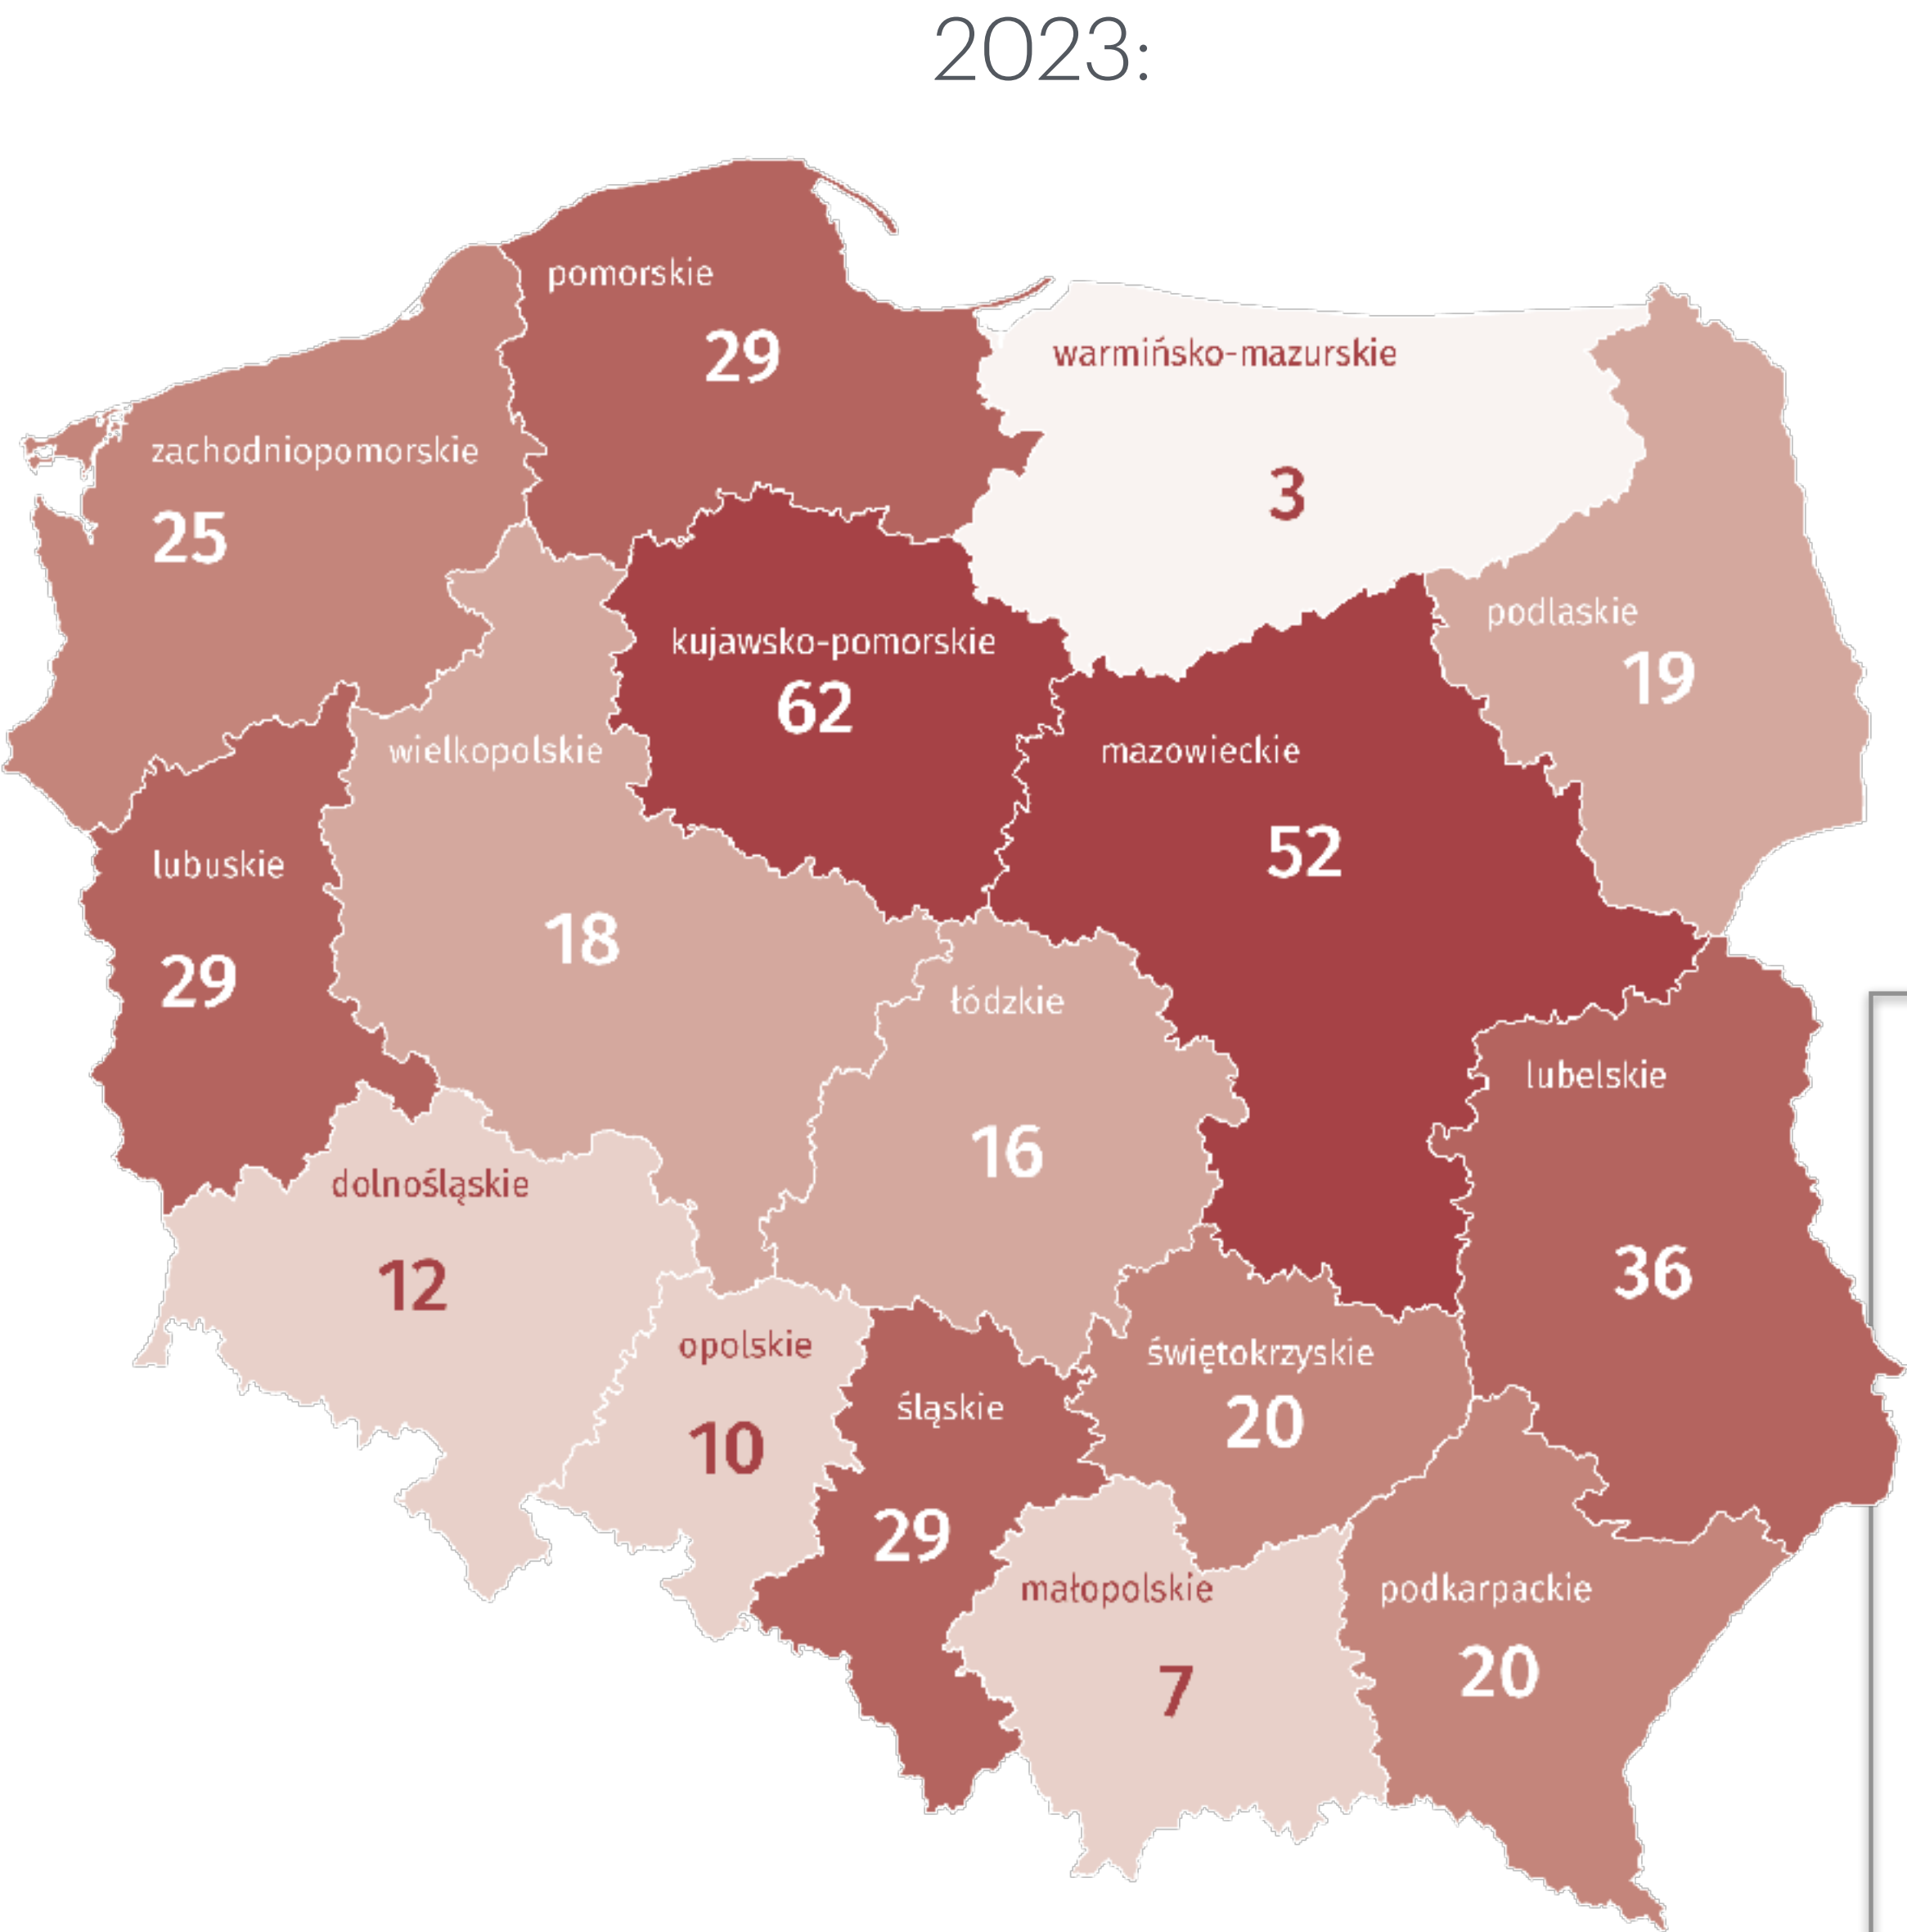 2023:
pomorskie
29
warmińsko-mazurskie
3
zachodniopomorskie
25
podlaskie
19
kujawsko-pomorskie
62
wielkopolskie
18
mazowieckie
52
lubuskie
29
łódzkie
16
lubelskie
36
dolnośląskie
12
opolskie
10
śląskie
29
świętokrzyskie
20
małopolskie
7
podkarpackie
20